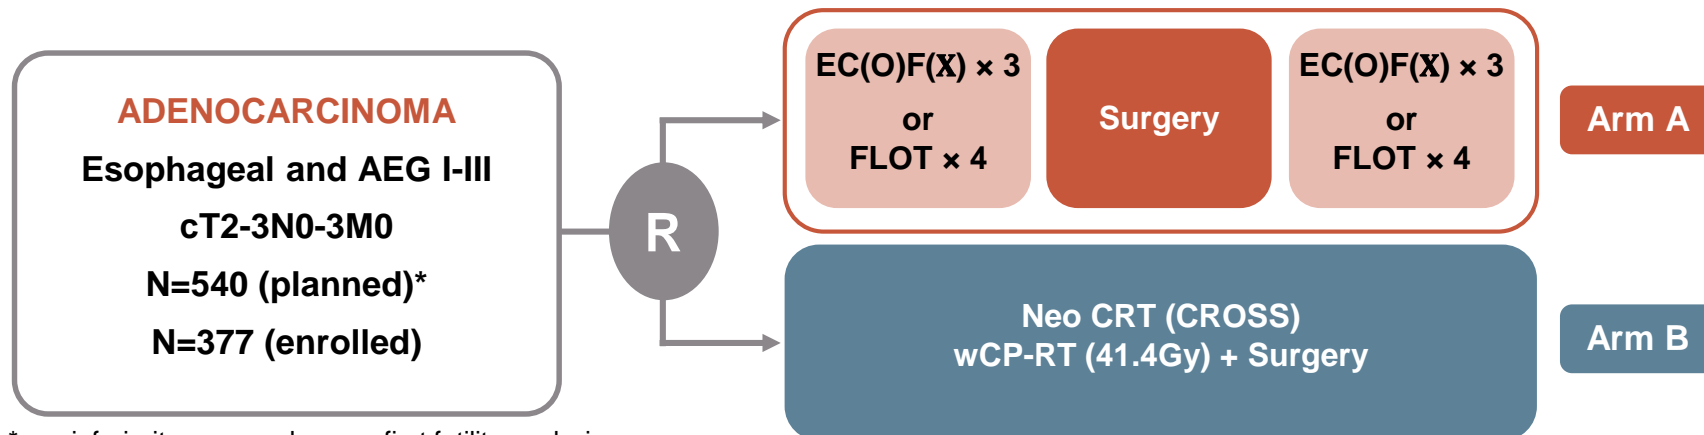 ADENOCARCINOMA
Esophageal and AEG I-III
cT2-3N0-3M0
N=540 (planned)*
N=377 (enrolled)
R
EC(O)F(X) × 3
or
FLOT × 4
Surgery
EC(O)F(X) × 3
or
FLOT × 4
Arm A
Neo CRT (CROSS)
wCP-RT (41.4Gy) + Surgery
Arm B